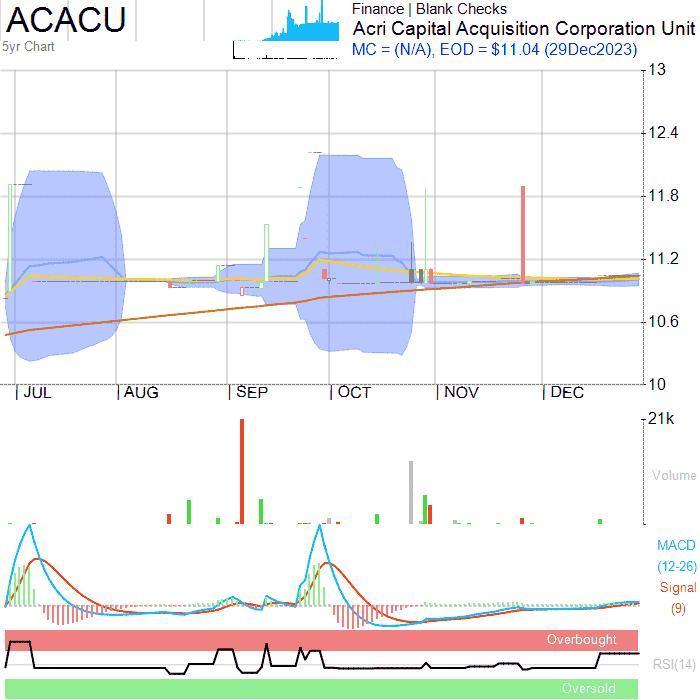 ACACU
5yr Chart
Finance | Blank Checks
Acri Capital Acquisition Corporation Unit
MC = (N/A), EOD = $11.04 (29Dec2023)
13
12.4
11.8
11.2
10.6
10
JUL AUG SEP OCT NOV DEC
21k
Volume
MACD
(12-26)
Signal
(9)
Overbought
RSI(14)
Oversold